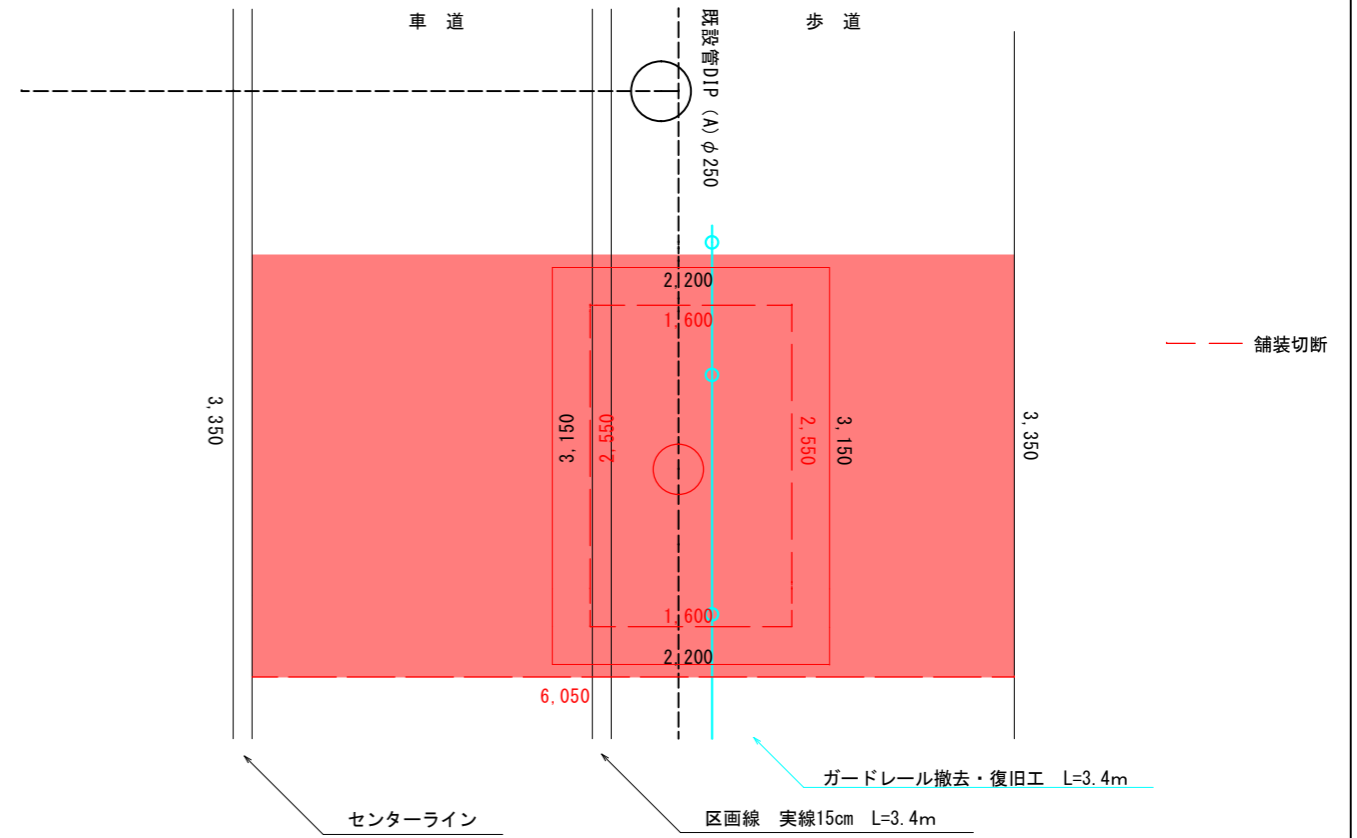 車 道
歩 道
既設管DIP (A) φ250
2,200
1,600
舗装切断
3,350
3,150
2,550
2,550
3,150
3,350
1,600
2,200
6,050
ガードレール撤去・復旧工 L=3.4m
センターライン
区画線 実線15cm L=3.4m